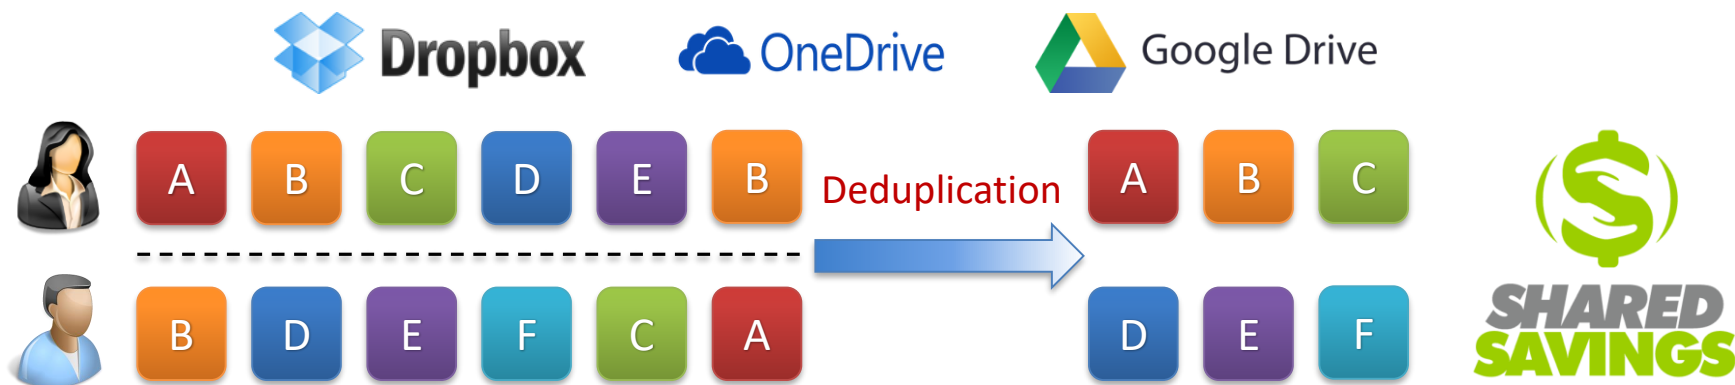 Dropbox OneDrive Google Drive
A B C D E B
Deduplication
A B C
B D E F C A
D E F
SHARED
SAVINGS